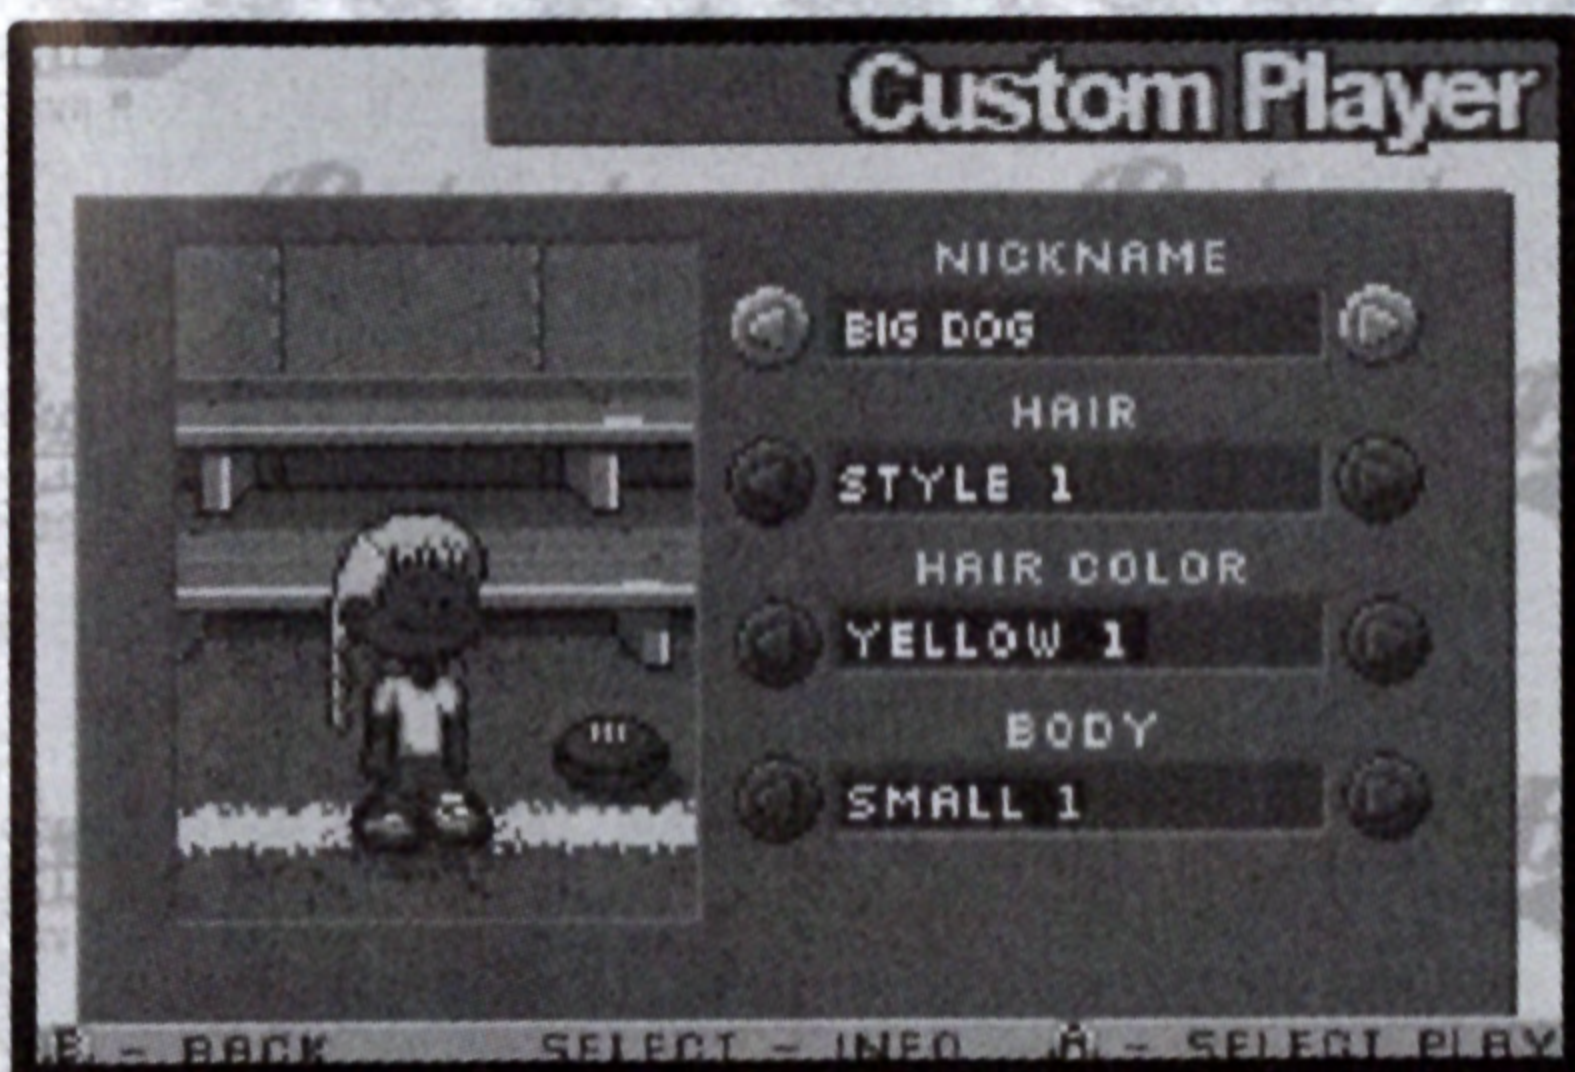 Custom Player
NICKNAME
BIG DOG
HAIR
STYLE 1
HAIR COLOR
YELLOW 1
BODY
SMALL 1
B - BACK SELECT - INFO A - SELECT PLAY